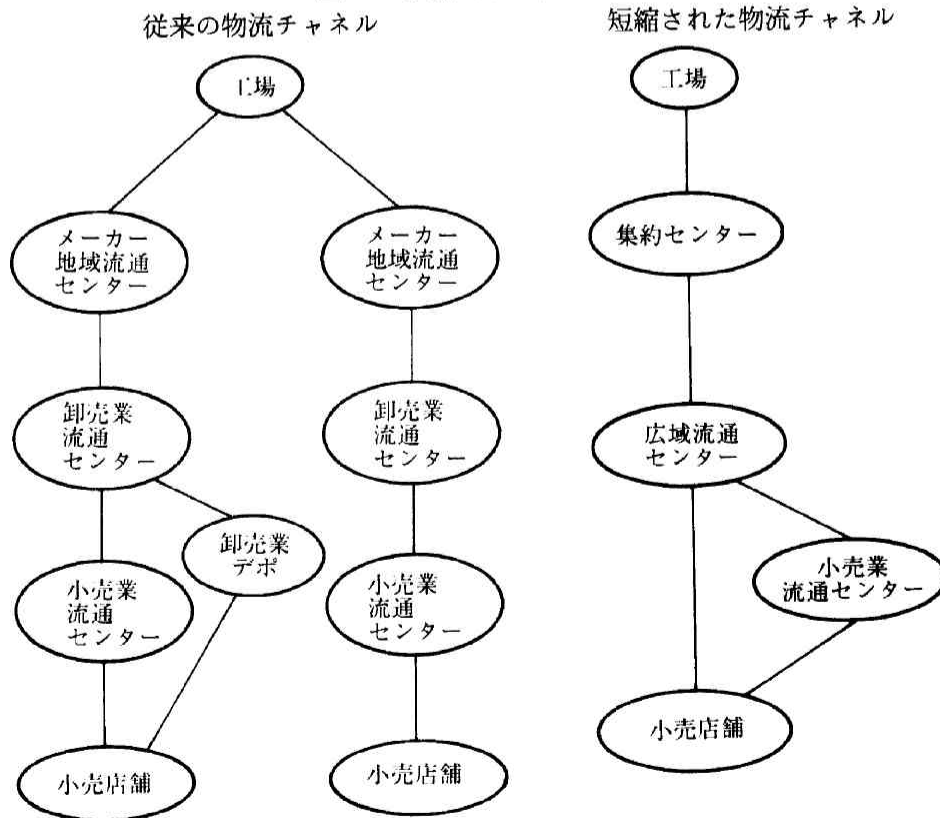 従来の物流チャネル
工場
メーカー
地域流通
センター
メーカー
地域流通
センター
卸売業
流通
センター
卸売業
流通
センター
卸売業
デポ
小売業
流通
センター
小売業
流通
センター
小売店舗
小売店舗
短縮された物流チャネル
工場
集約センター
広域流通
センター
小売業
流通センター
小売店舗